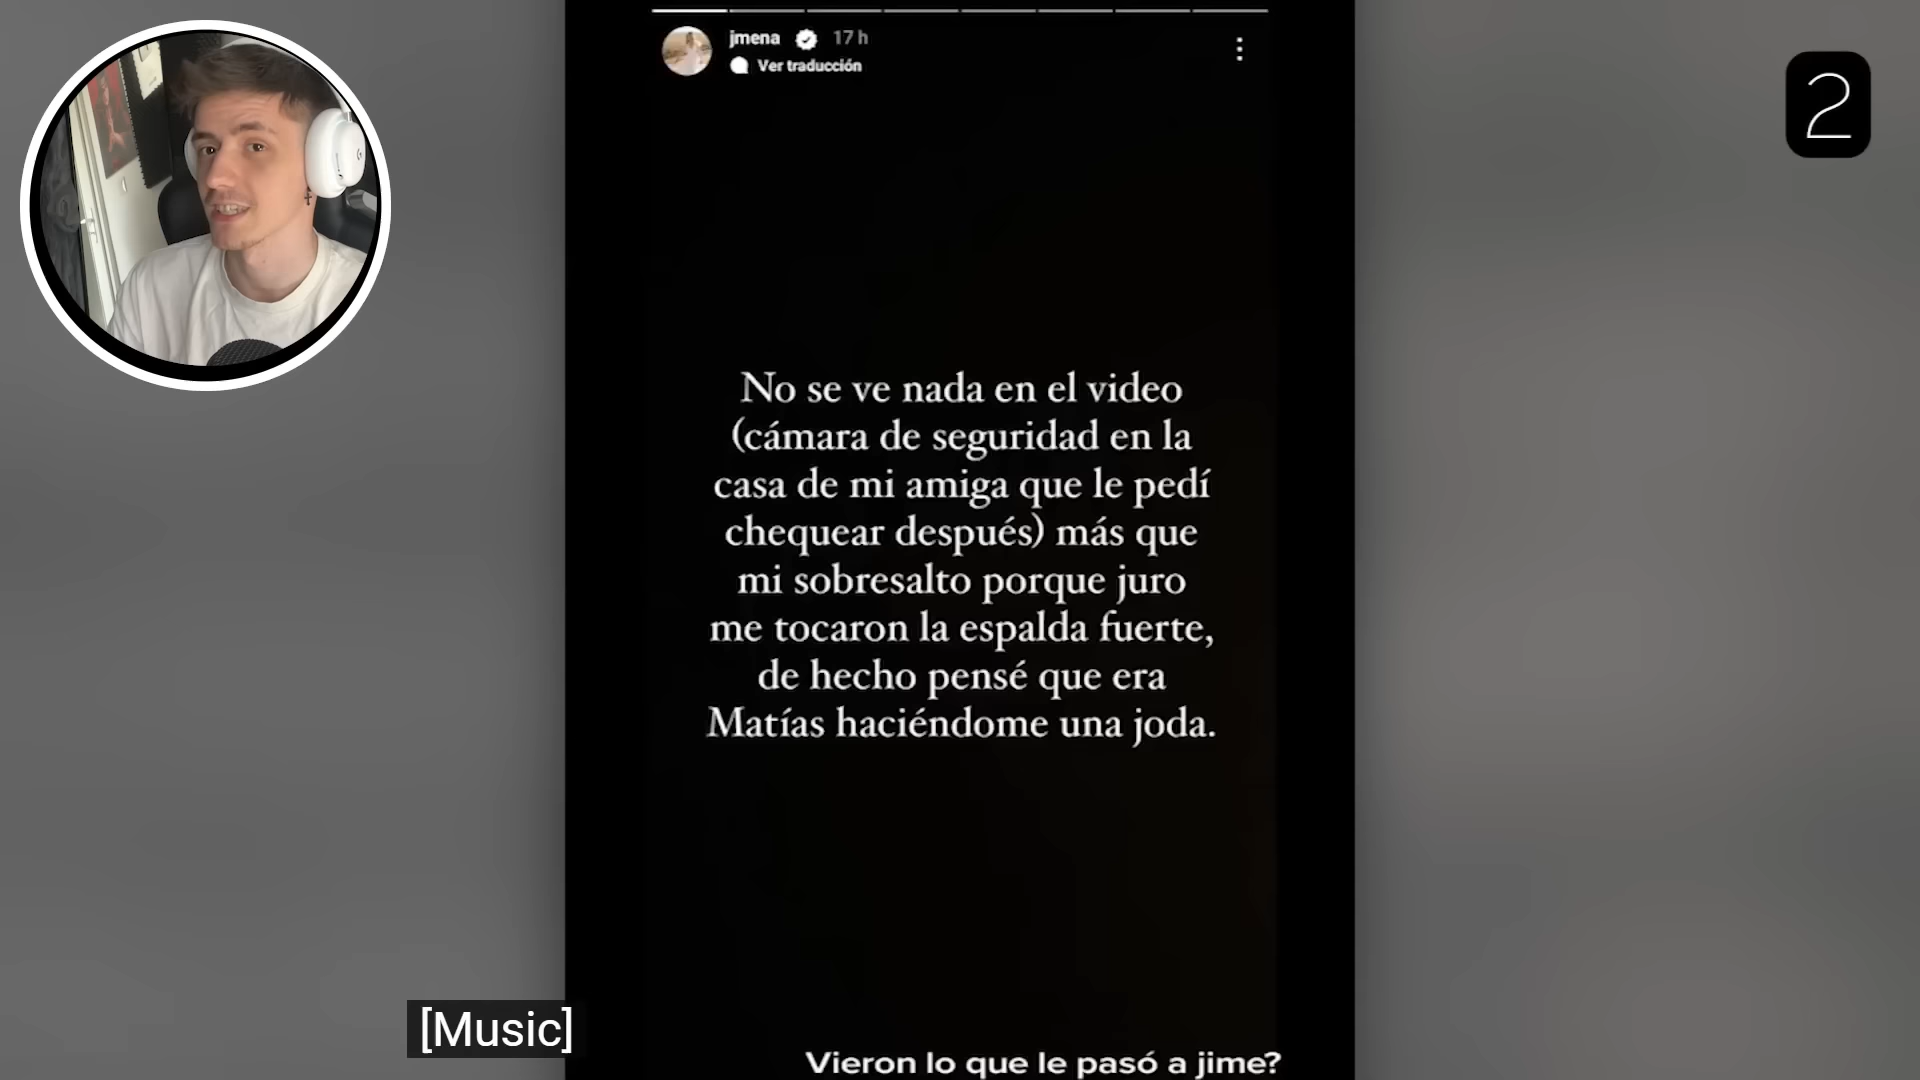 jmena 17 h
Ver traducción
2
No se ve nada en el video
(cámara de seguridad en la
casa de mi amiga que le pedí
chequear después) más que
mi sobresalto porque juro
me tocaron la espalda fuerte,
de hecho pensé que era
Matías haciéndome una joda.
[Music]
Vieron lo que le pasó a jime?